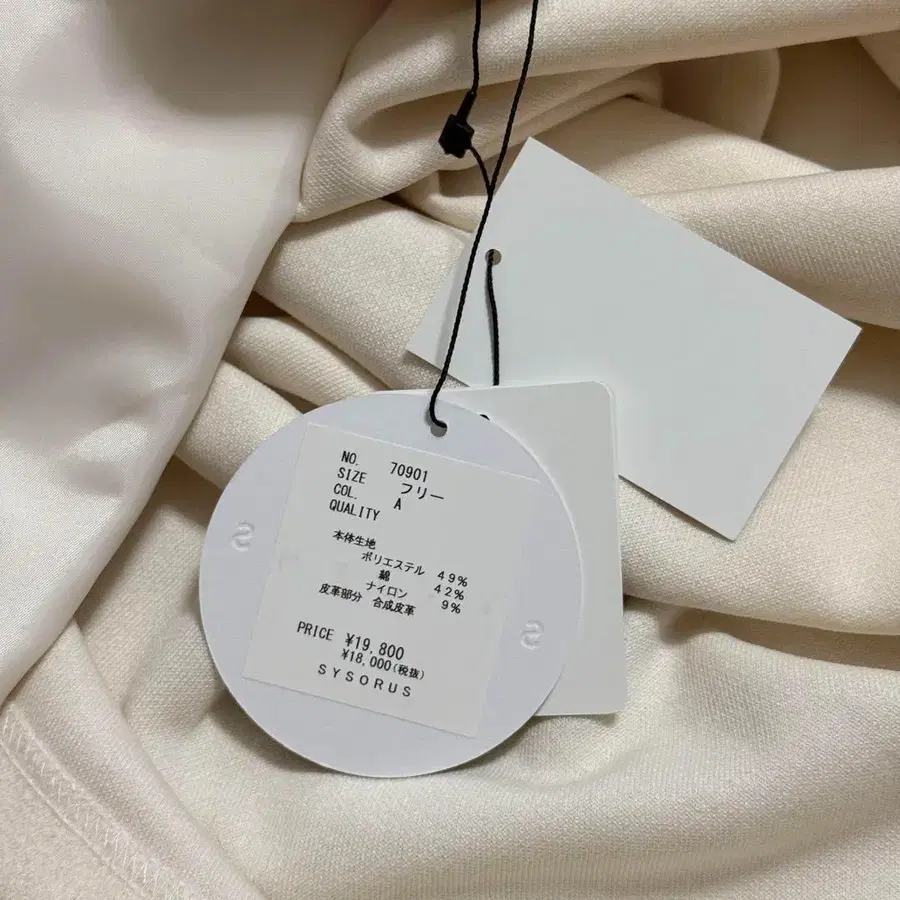 NO. 70901
SIZE フリー
COL. A
QUALITY
本体生地
ポリエステル 49%
綿 42%
ナイロン 9%
皮革部分 合成皮革
PRICE ¥19,800
¥18,000(税抜)
SYSORUS
S
S